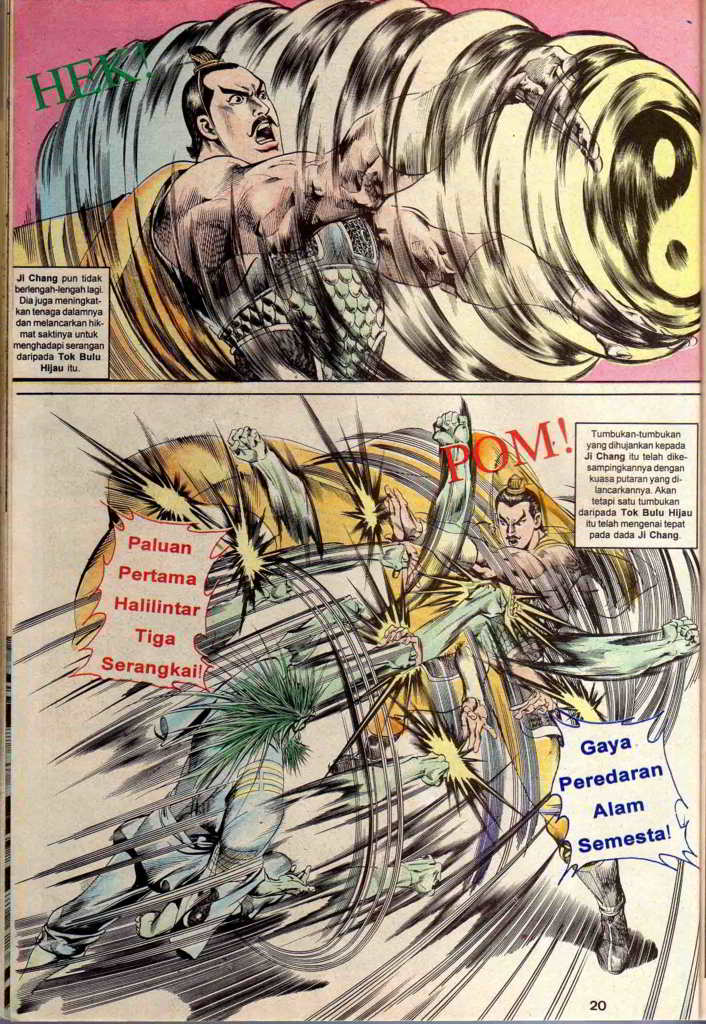 HEK!
Ji Chang pun tidak
berlengah-lengah lagi.
Dia juga meningkat-
kan tenaga dalamnya
dan melancarkan hik-
mat saktinya untuk
menghadapi serangan
daripada Tok Bulu
Hijau itu.
POM!
Tumbukan-tumbukan
yang dihujankan kepada
Ji Chang itu telah dike-
sampingkannya dengan
kuasa putaran yang di-
lancarkannya. Akan
tetapi satu tumbukan
daripada Tok Bulu Hijau
itu telah mengenai tepat
pada dada Ji Chang.
Paluan
Pertama
Halilintar
Tiga
Serangkai!
Gaya
Peredaran
Alam
Semesta!
20